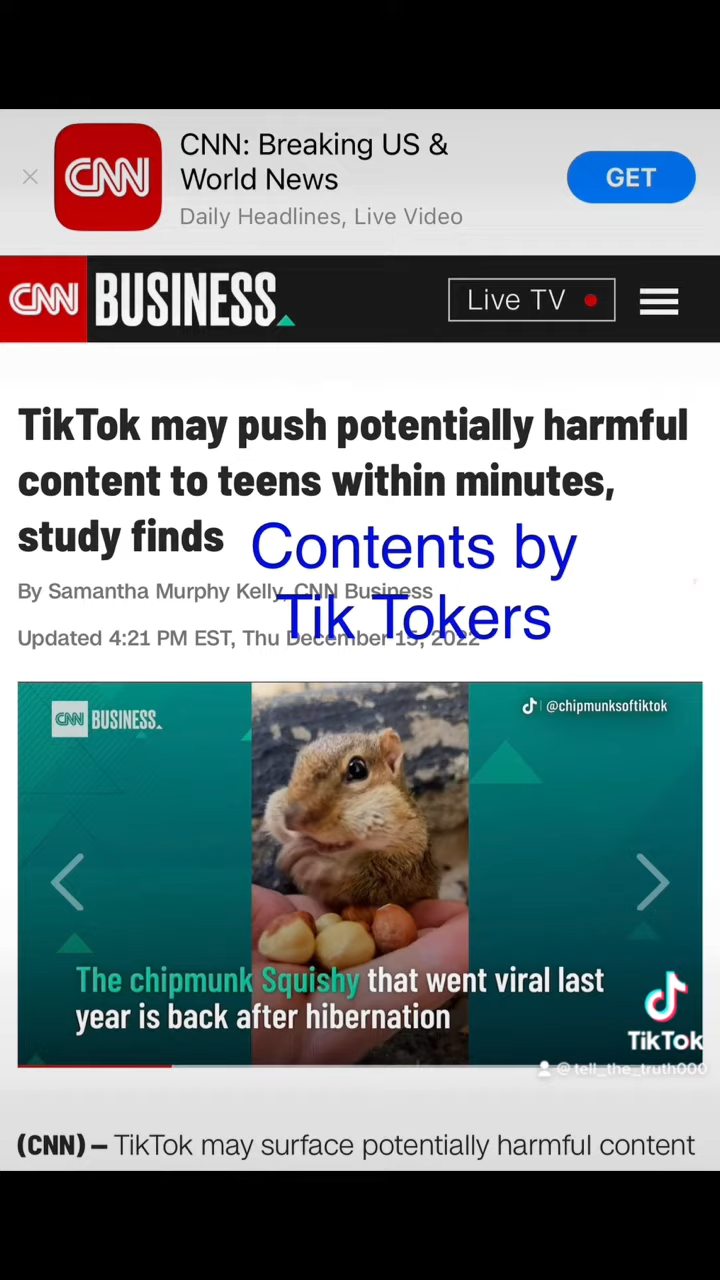 CNN
CNN: Breaking US &
World News
Daily Headlines, Live Video
GET
CNN BUSINESS
Live TV
TikTok may push potentially harmful
content to teens within minutes,
study finds
Contents by
Tik Tokers
By Samantha Murphy Kelly, CNN Business
Updated 4:21 PM EST, Thu December 15, 2022
CNN BUSINESS
@chipmunksoftiktok
The chipmunk Squishy that went viral last
year is back after hibernation
TikTok
@tell_the_truth000
(CNN) — TikTok may surface potentially harmful content